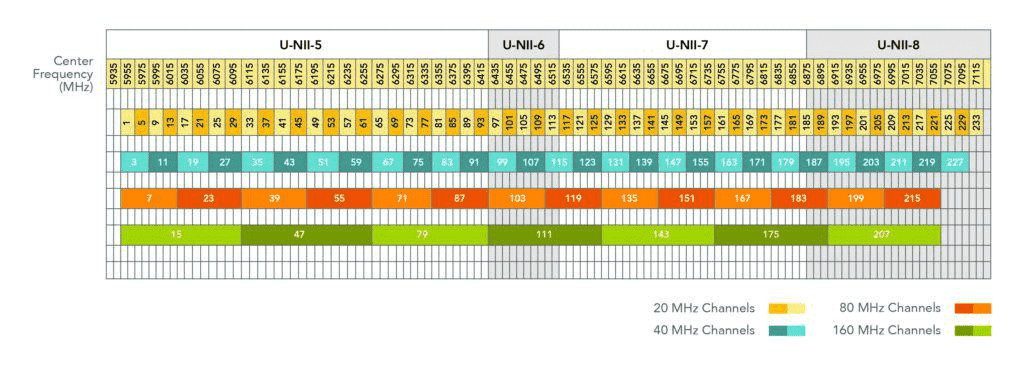 U-NII-5 U-NII-6 U-NII-7 U-NII-8
Center
Frequency
(MHz)
5935 5955 5975 5995 6015 6035 6055 6075 6095 6115 6135 6155 6175 6195 6215 6235 6255 6275 6295 6315 6335 6355 6375 6395 6415 6435 6455 6475 6495 6515 6535 6555 6575 6595 6615 6635 6655 6675 6695 6715 6735 6755 6775 6795 6815 6835 6855 6875 6895 6915 6935 6955 6975 6995 7015 7035 7055 7075 7095 7115
1 5 9 13 17 21 25 29 33 37 41 45 49 53 57 61 65 69 73 77 81 85 89 93 97 101 105 109 113 117 121 125 129 133 137 141 145 149 153 157 161 165 169 173 177 181 185 189 193 197 201 205 209 213 217 221 225 229 233
3 11 19 27 35 43 51 59 67 75 83 91 99 107 115 123 131 139 147 155 163 171 179 187 195 203 211 219 227
7 23 39 55 71 87 103 119 135 151 167 183 199 215
15 47 79 111 143 175 207
20 MHz Channels 80 MHz Channels
40 MHz Channels 160 MHz Channels